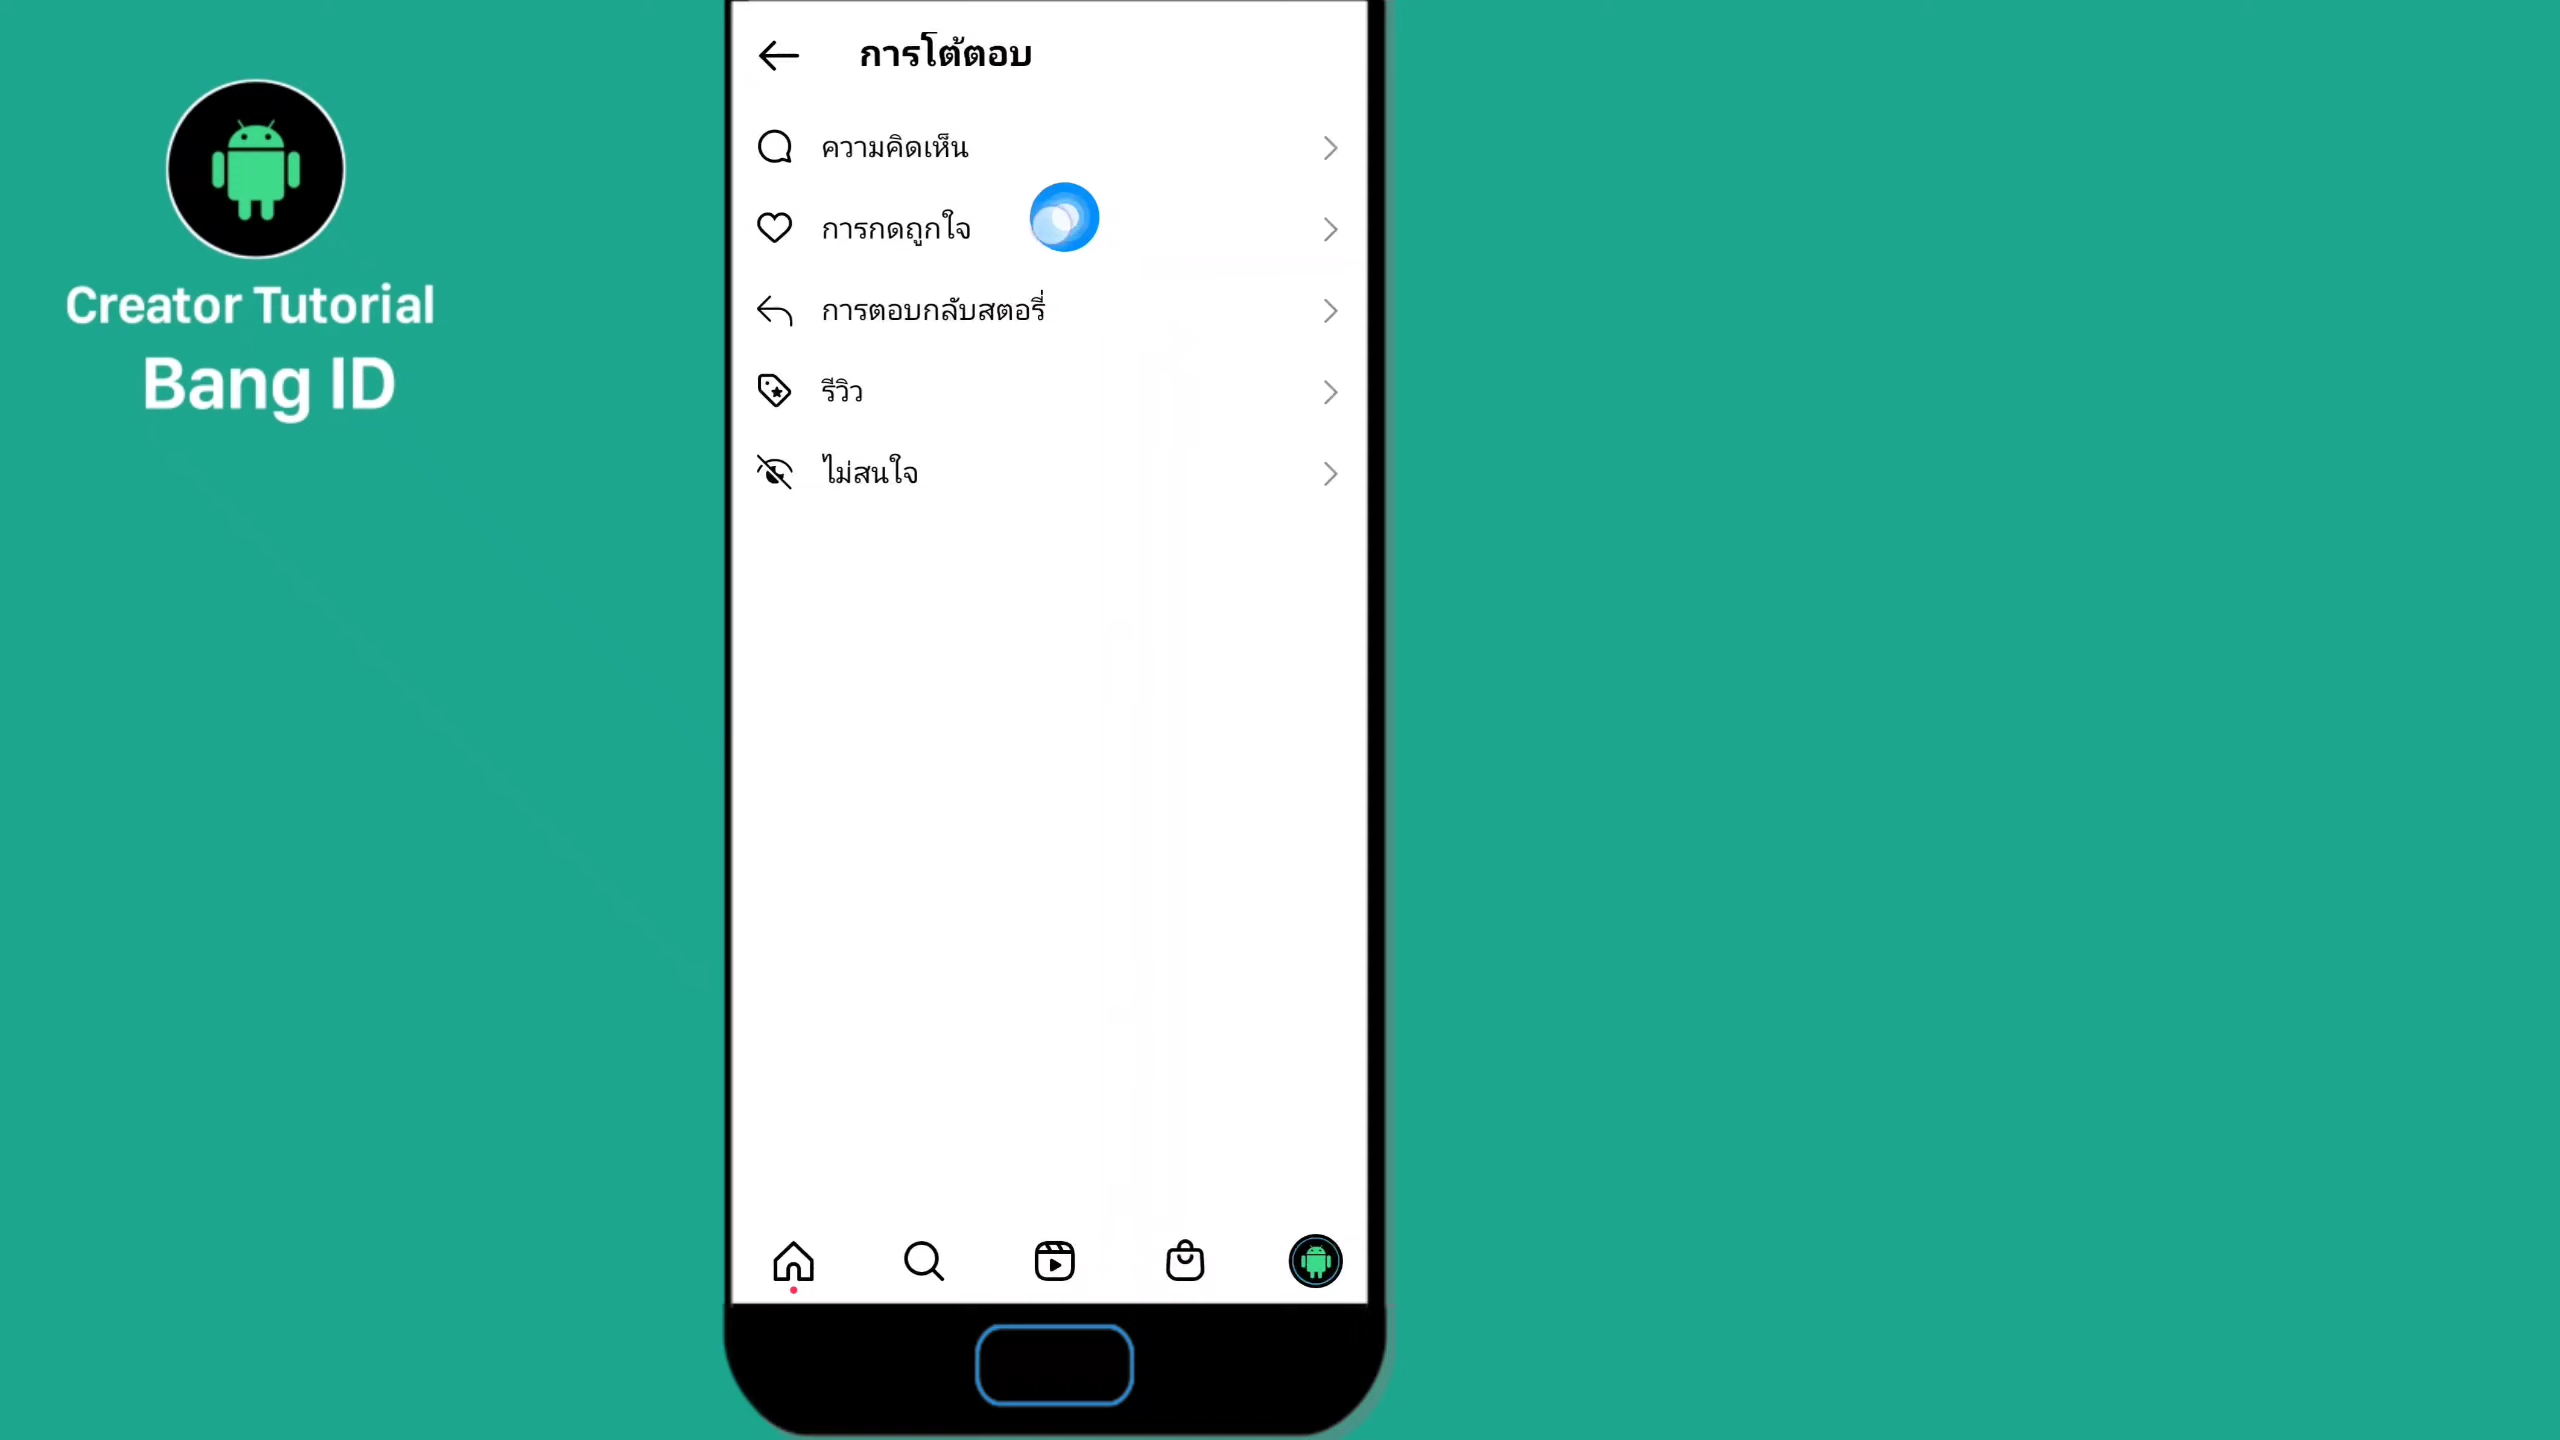 Creator Tutorial
Bang ID
การโต้ตอบ
ความคิดเห็น
การกดถูกใจ
การตอบกลับสตอรี่
รีวิว
ไม่สนใจ